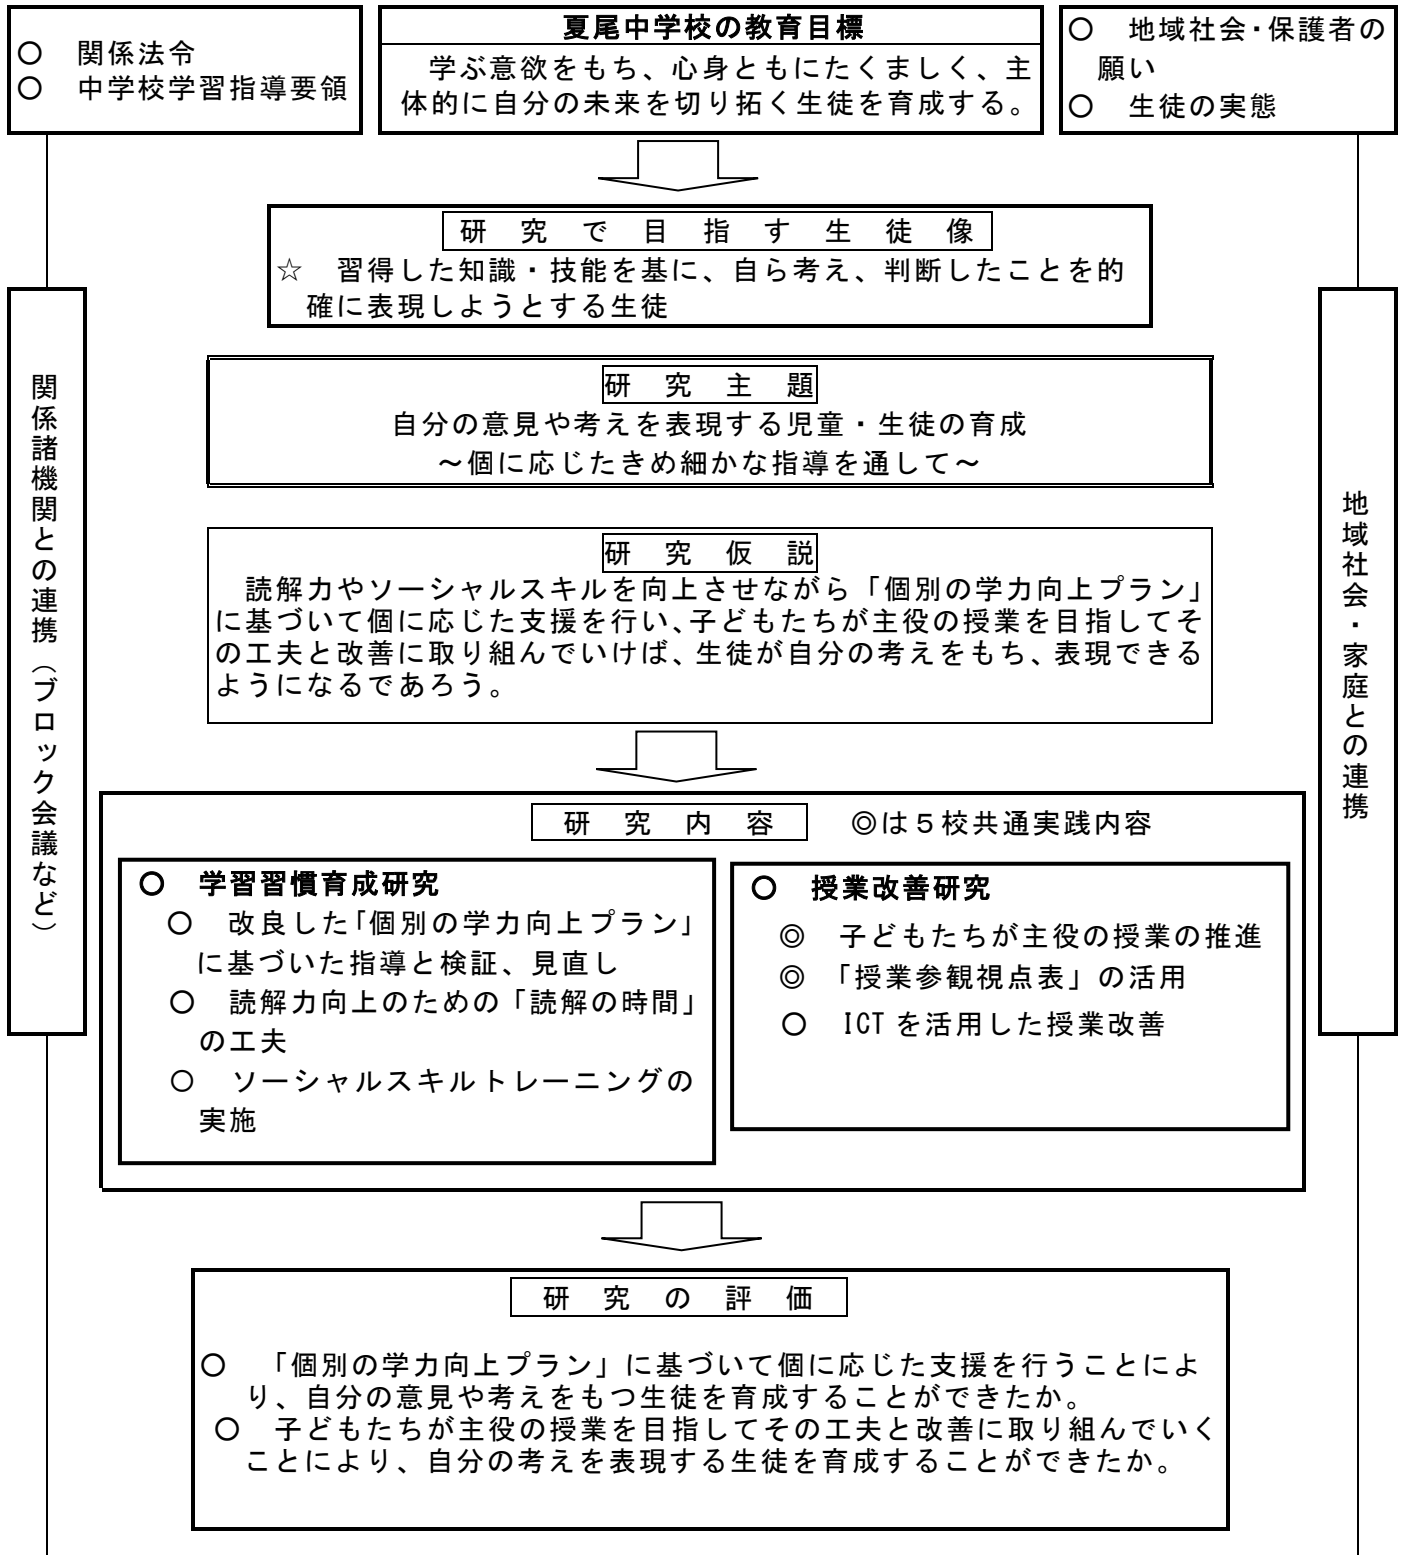 ○　関係法令
○　中学校学習指導要領
夏尾中学校の教育目標
学ぶ意欲をもち、心身ともにたくましく、主
体的に自分の未来を切り拓く生徒を育成する。
○　地域社会・保護者の
願い
○　生徒の実態
研究で目指す生徒像
☆　習得した知識・技能を基に、自ら考え、判断したことを的
確に表現しようとする生徒
研究主題
自分の意見や考えを表現する児童・生徒の育成
～個に応じたきめ細かな指導を通して～
関係諸機関との連携（ブロック会議など）
地域社会・家庭との連携
研究仮説
読解力やソーシャルスキルを向上させながら「個別の学力向上プラン」
に基づいて個に応じた支援を行い、子どもたちが主役の授業を目指してそ
の工夫と改善に取り組んでいけば、生徒が自分の考えをもち、表現できる
ようになるであろう。
研究内容　◎は５校共通実践内容
○　学習習慣育成研究
○　改良した「個別の学力向上プラン」
に基づいた指導と検証、見直し
○　読解力向上のための「読解の時間」
の工夫
○　ソーシャルスキルトレーニングの
実施
○　授業改善研究
◎　子どもたちが主役の授業の推進
◎　「授業参観視点表」の活用
○　ICTを活用した授業改善
研究の評価
○　「個別の学力向上プラン」に基づいて個に応じた支援を行うことによ
り、自分の意見や考えをもつ生徒を育成することができたか。
○　子どもたちが主役の授業を目指してその工夫と改善に取り組んでいく
ことにより、自分の考えを表現する生徒を育成することができたか。